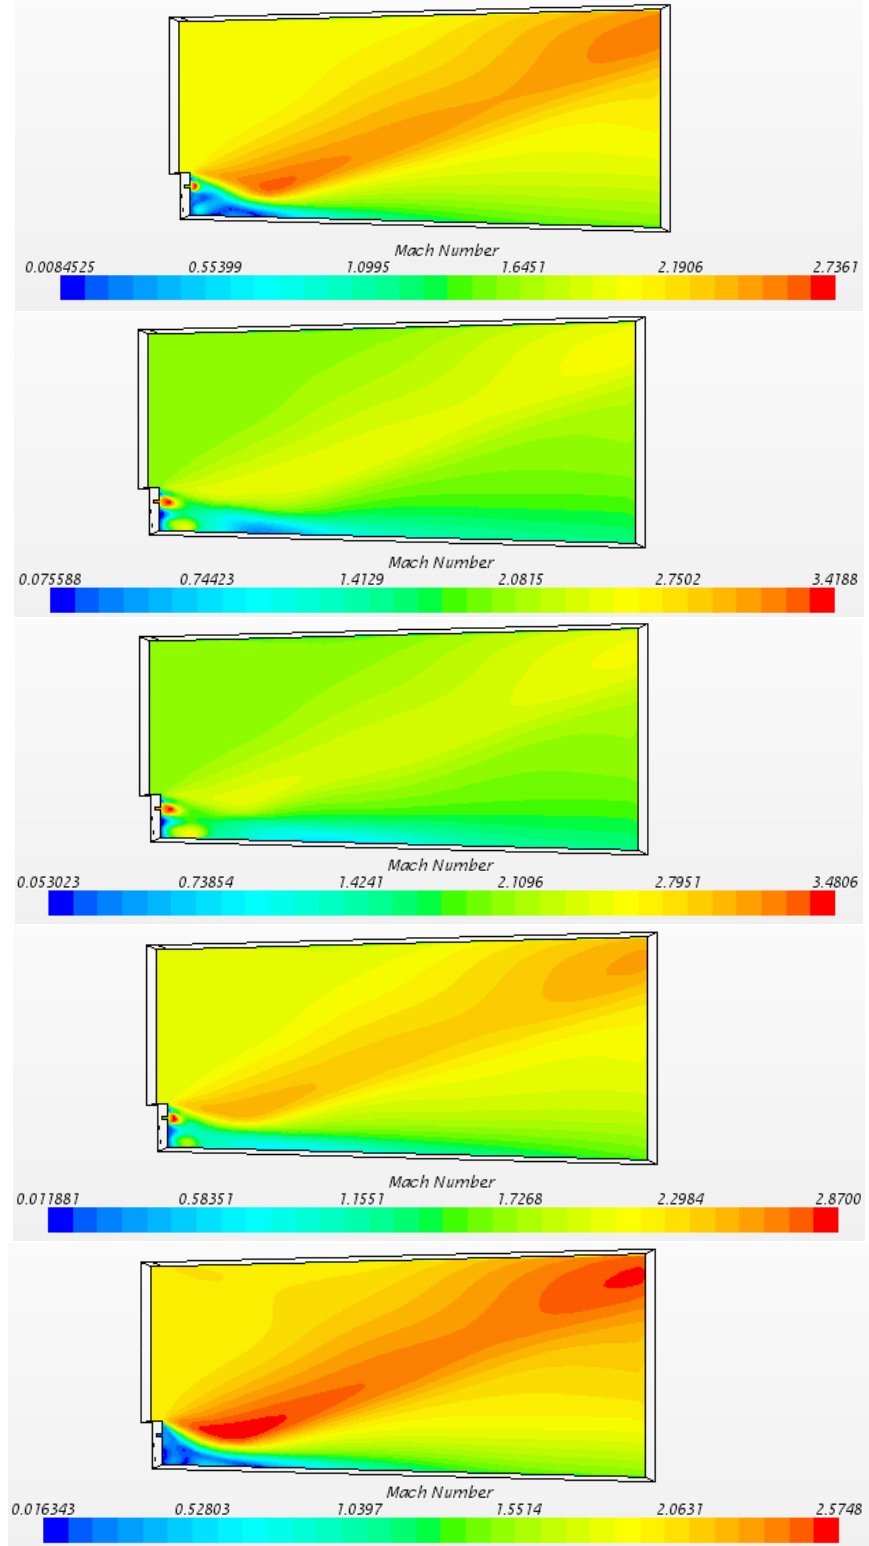 Mach Number
0.0084525 0.55399 1.0995 1.6451 2.1906 2.7361
Mach Number
0.075588 0.74423 1.4129 2.0815 2.7502 3.4188
Mach Number
0.053023 0.73854 1.4241 2.1096 2.7951 3.4806
Mach Number
0.011881 0.58351 1.1551 1.7268 2.2984 2.8700
Mach Number
0.016343 0.52803 1.0397 1.5514 2.0631 2.5748